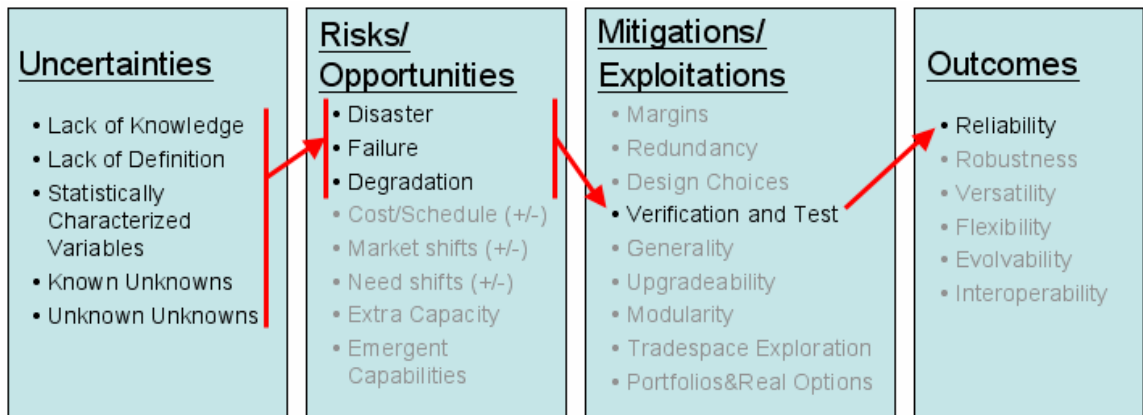 Uncertainties
• Lack of Knowledge
• Lack of Definition
• Statistically
Characterized
Variables
• Known Unknowns
• Unknown Unknowns
Risks/
Opportunities
• Disaster
• Failure
• Degradation
• Cost/Schedule (+/-)
• Market shifts (+/-)
• Need shifts (+/-)
• Extra Capacity
• Emergent
Capabilities
Mitigations/
Exploitations
• Margins
• Redundancy
• Design Choices
• Verification and Test
• Generality
• Upgradeability
• Modularity
• Tradespace Exploration
• Portfolios&Real Options
Outcomes
• Reliability
• Robustness
• Versatility
• Flexibility
• Evolvability
• Interoperability